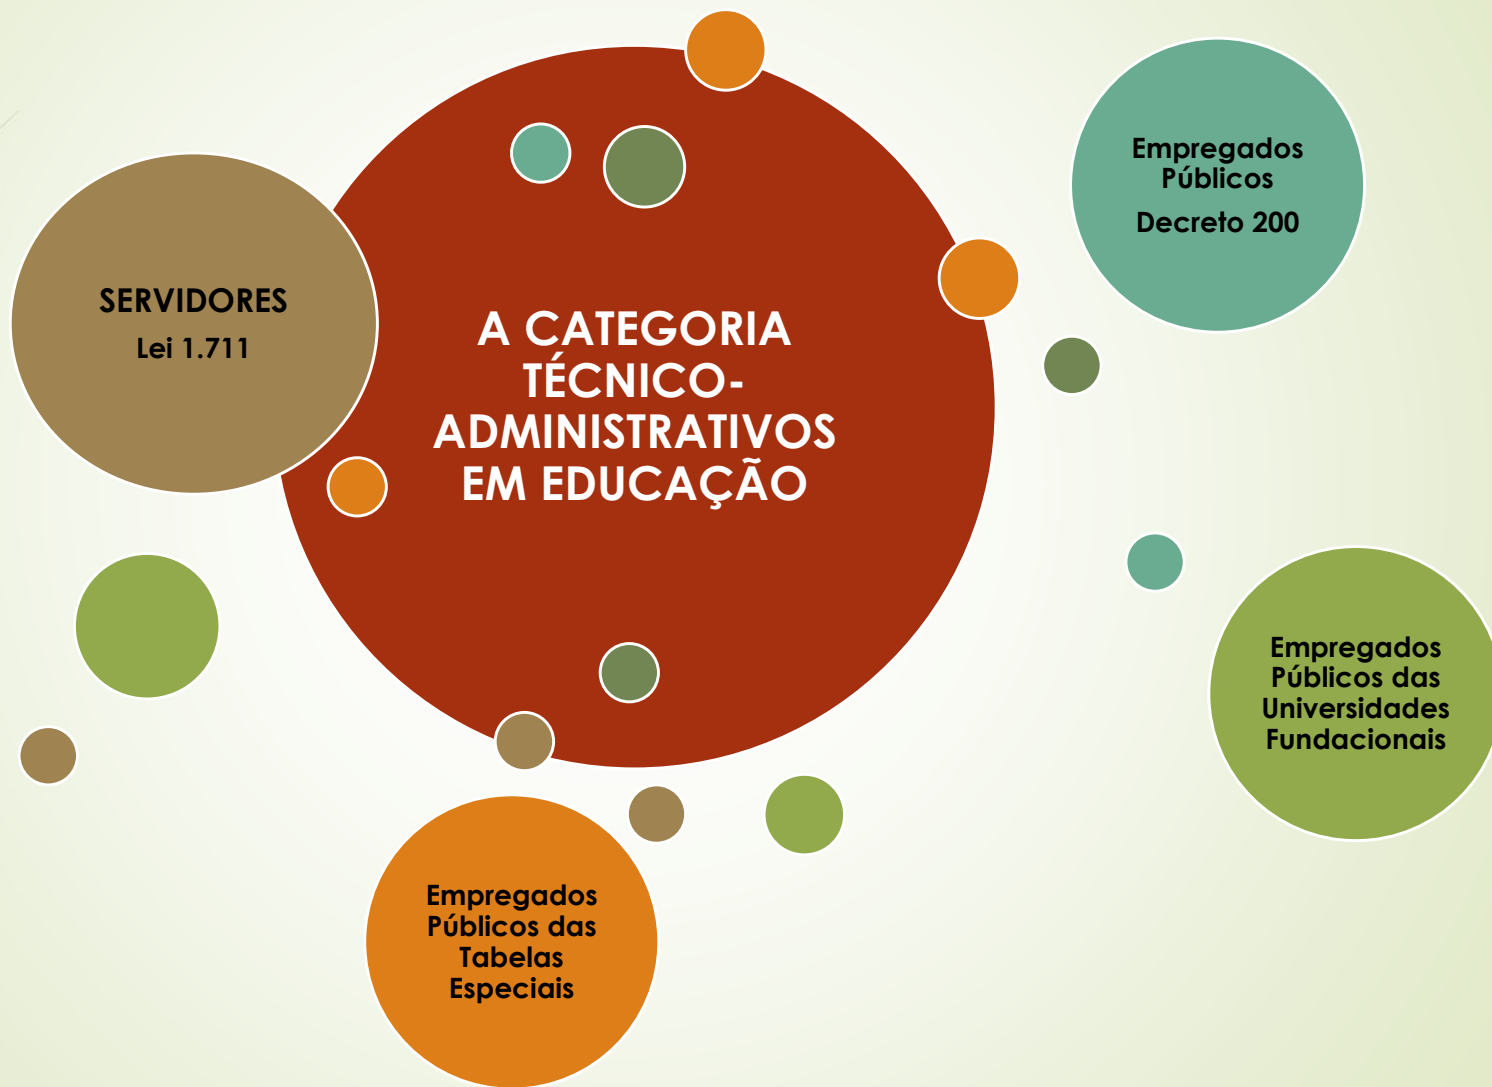 SERVIDORES
Lei 1.711
A CATEGORIA
TÉCNICO-
ADMINISTRATIVOS
EM EDUCAÇÃO
Empregados
Públicos
Decreto 200
Empregados
Públicos das
Universidades
Fundacionais
Empregados
Públicos das
Tabelas
Especiais